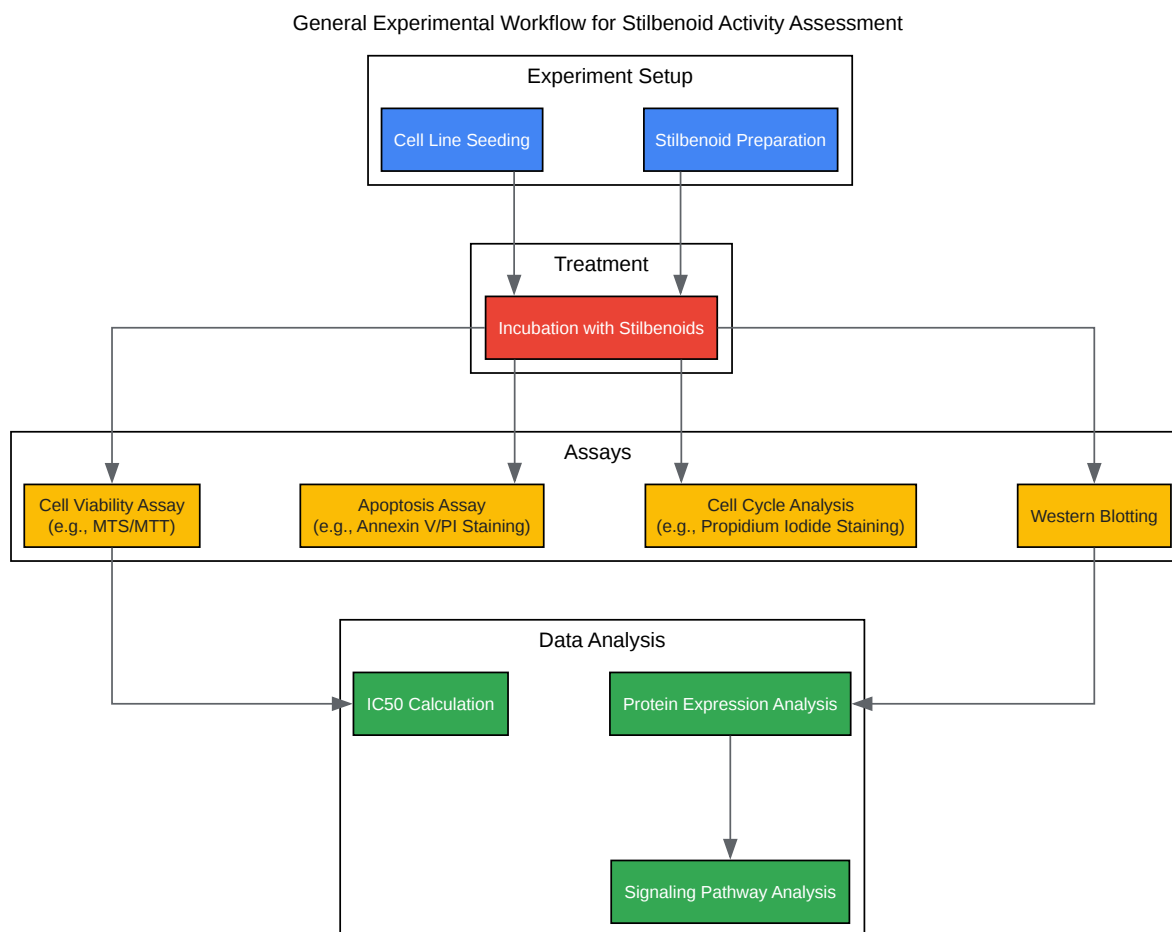 General Experimental Workflow for Stilbenoid Activity Assessment
Experiment Setup
Cell Line Seeding
Stilbenoid Preparation
Treatment
Incubation with Stilbenoids
Assays
Cell Viability Assay
(e.g., MTS/MTT)
Apoptosis Assay
(e.g., Annexin V/PI Staining)
Cell Cycle Analysis
(e.g., Propidium Iodide Staining)
Western Blotting
Data Analysis
IC50 Calculation
Protein Expression Analysis
Signaling Pathway Analysis